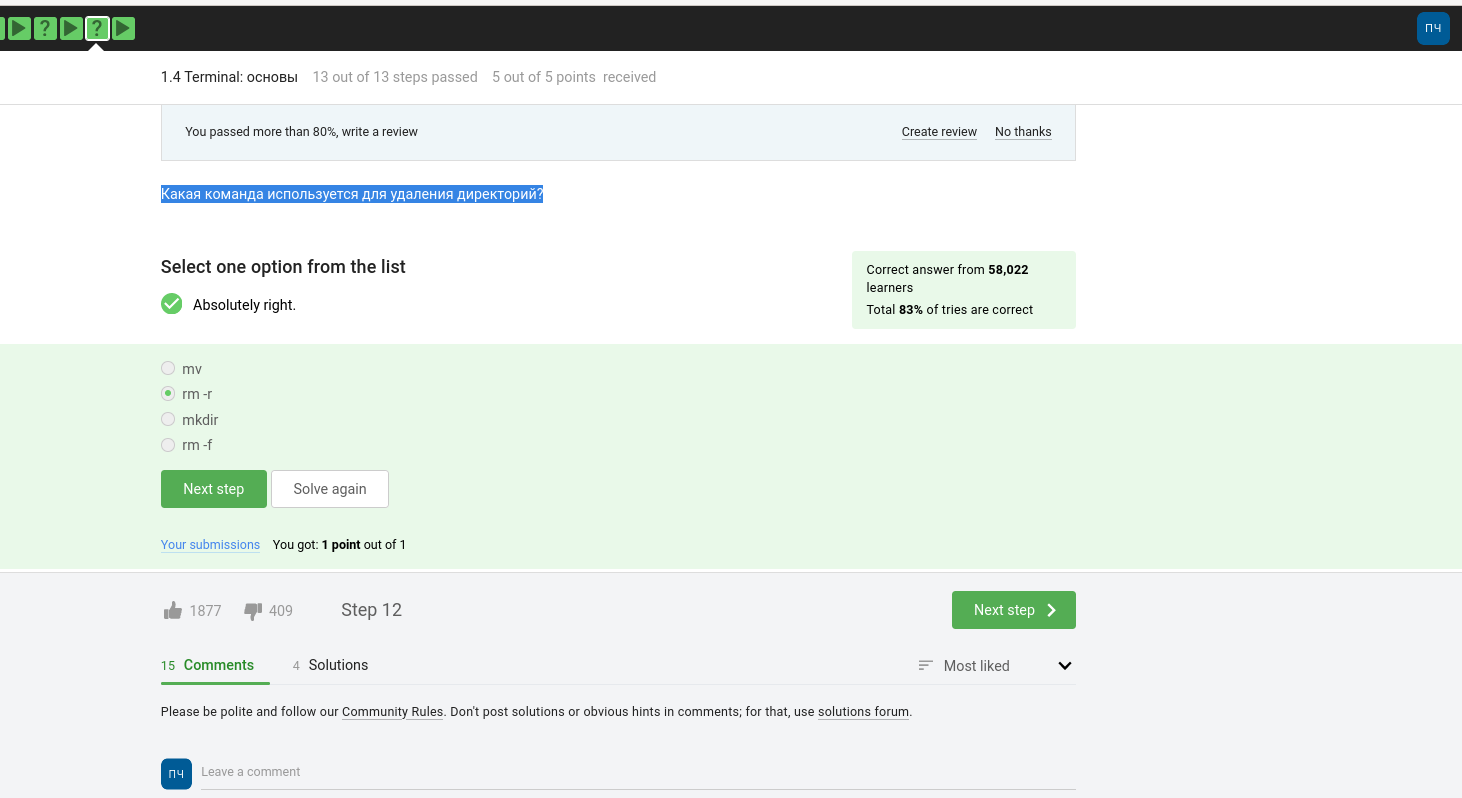 ? ? ПЧ
1.4 Terminal: основы 13 out of 13 steps passed 5 out of 5 points received
You passed more than 80%, write a review Create review No thanks
Какая команда используется для удаления директорий?
Select one option from the list
Absolutely right.
Correct answer from 58,022
learners
Total 83% of tries are correct
mv
rm -r
mkdir
rm -f
Next step Solve again
Your submissions You got: 1 point out of 1
1877 409 Step 12 Next step
15 Comments 4 Solutions Most liked
Please be polite and follow our Community Rules. Don't post solutions or obvious hints in comments; for that, use solutions forum.
ПЧ Leave a comment